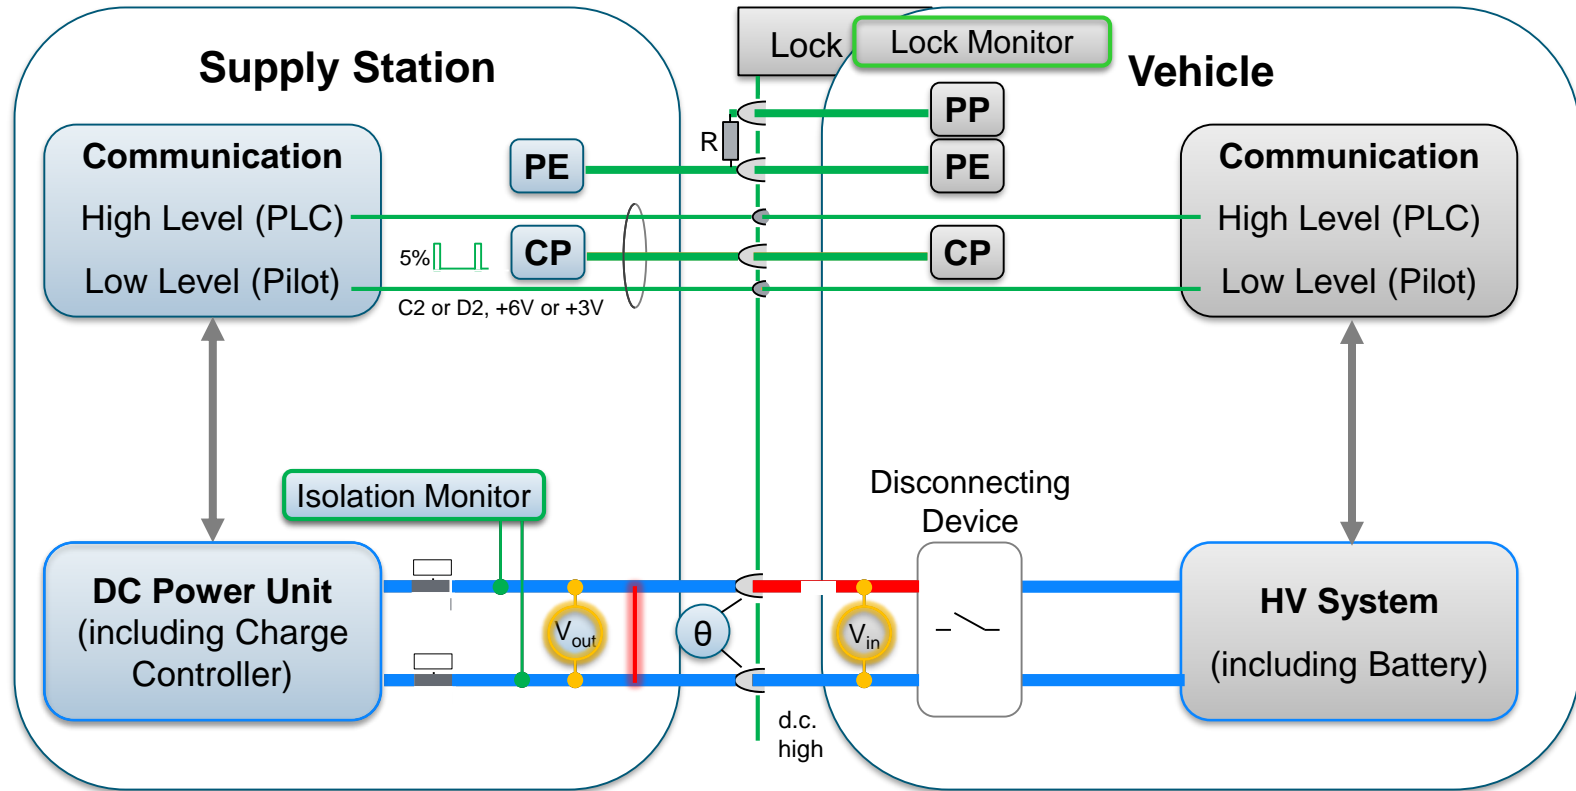 Supply Station
Lock
Lock Monitor
Vehicle
PP
R
PE
PE
Communication
High Level (PLC)
Low Level (Pilot)
5%
CP
CP
C2 or D2, +6V or +3V
Communication
High Level (PLC)
Low Level (Pilot)
Isolation Monitor
Disconnecting
Device
DC Power Unit
(including Charge
Controller)
Vout
θ
Vin
HV System
(including Battery)
d.c.
high